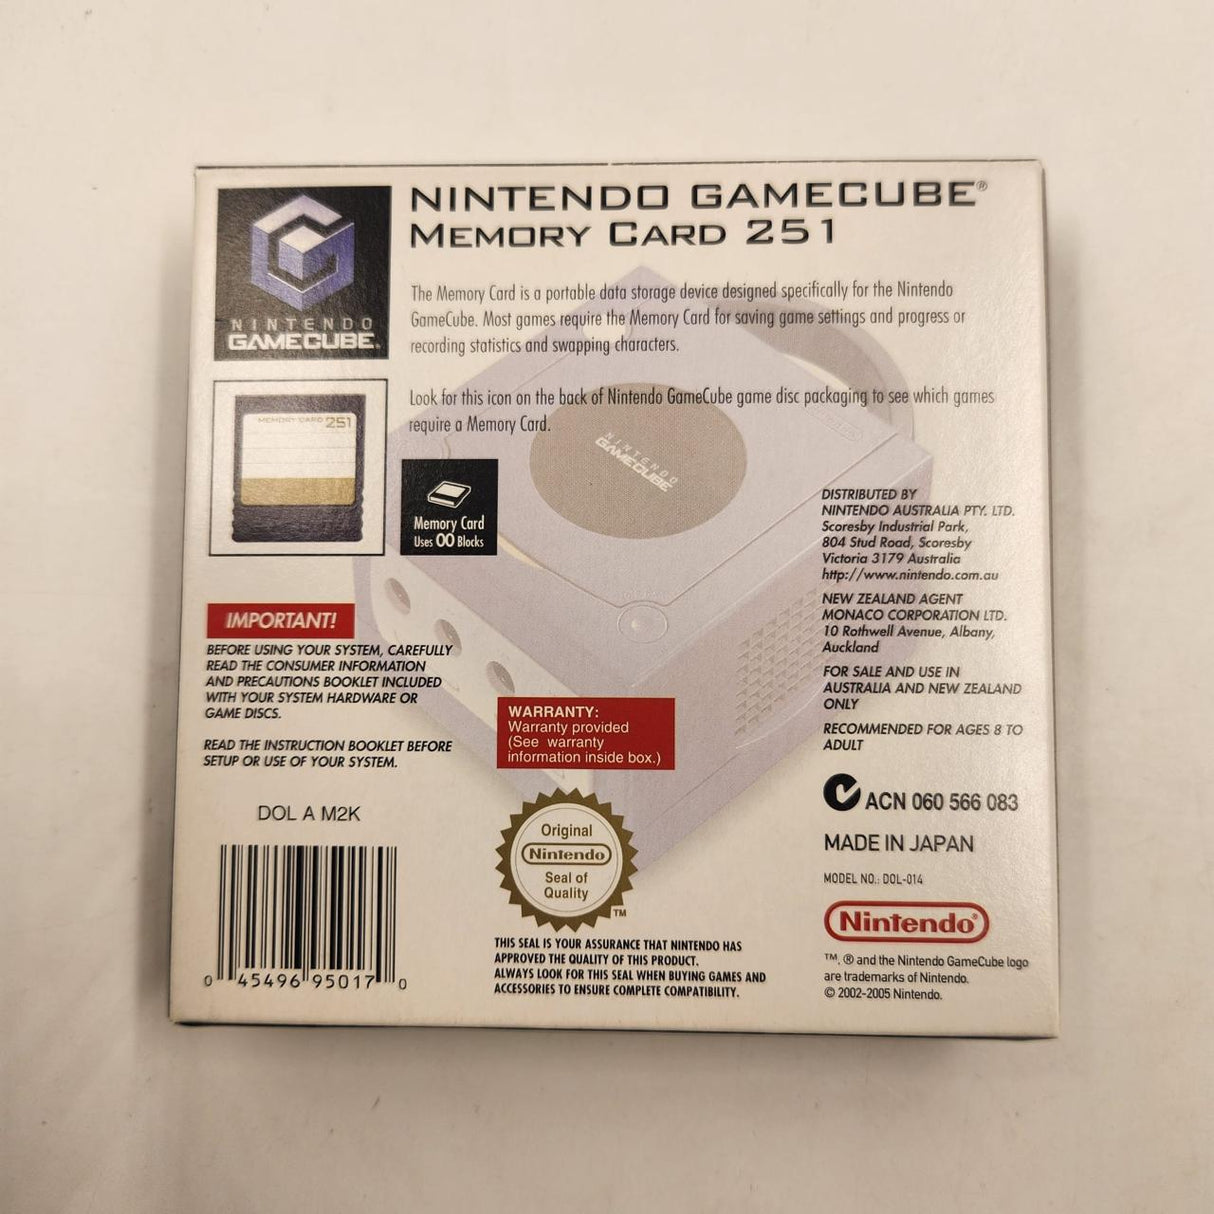 NINTENDO GAMECUBE®
MEMORY CARD 251
NINTENDO
GAMECUBE
The Memory Card is a portable data storage device designed specifically for the Nintendo
GameCube. Most games require the Memory Card for saving game settings and progress or
recording statistics and swapping characters.
Look for this icon on the back of Nintendo GameCube game disc packaging to see which games
require a Memory Card.
MEMORY CARD 251
NINTENDO
GAMECUBE
Memory Card
Uses 00 Blocks
IMPORTANT!
BEFORE USING YOUR SYSTEM, CAREFULLY
READ THE CONSUMER INFORMATION
AND PRECAUTIONS BOOKLET INCLUDED
WITH YOUR SYSTEM HARDWARE OR
GAME DISCS.
READ THE INSTRUCTION BOOKLET BEFORE
SETUP OR USE OF YOUR SYSTEM.
DOL A M2K
0 45496 95017 0
WARRANTY:
Warranty provided
(See warranty
information inside box.)
Original
Nintendo
Seal of
Quality
TM
THIS SEAL IS YOUR ASSURANCE THAT NINTENDO HAS
APPROVED THE QUALITY OF THIS PRODUCT.
ALWAYS LOOK FOR THIS SEAL WHEN BUYING GAMES AND
ACCESSORIES TO ENSURE COMPLETE COMPATIBILITY.
DISTRIBUTED BY
NINTENDO AUSTRALIA PTY. LTD.
Scoresby Industrial Park,
804 Stud Road, Scoresby
Victoria 3179 Australia
http://www.nintendo.com.au
NEW ZEALAND AGENT
MONACO CORPORATION LTD.
10 Rothwell Avenue, Albany,
Auckland
FOR SALE AND USE IN
AUSTRALIA AND NEW ZEALAND
ONLY
RECOMMENDED FOR AGES 8 TO
ADULT
ACN 060 566 083
MADE IN JAPAN
MODEL NO.: DOL-014
Nintendo®
™, ® and the Nintendo GameCube logo
are trademarks of Nintendo.
© 2002-2005 Nintendo.